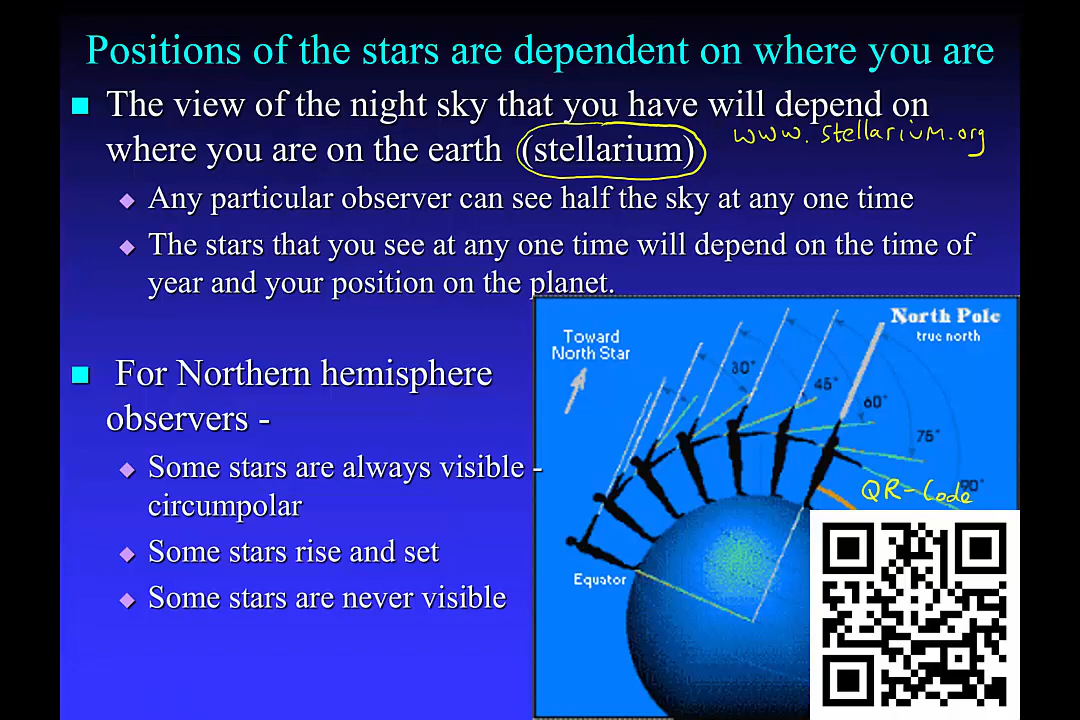 Positions of the stars are dependent on where you are
The view of the night sky that you have will depend on
where you are on the earth (stellarium)
www.stellarium.org
Any particular observer can see half the sky at any one time
The stars that you see at any one time will depend on the time of
year and your position on the planet.
For Northern hemisphere
observers -
Some stars are always visible -
circumpolar
Some stars rise and set
Some stars are never visible
North Pole
true north
Toward
North Star
30°
45°
60°
75°
90°
QR-Code
Equator